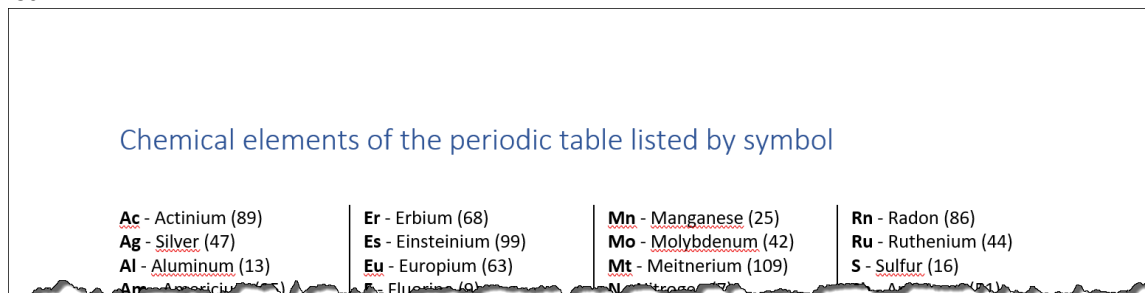 Chemical elements of the periodic table listed by symbol
Ac - Actinium (89)
Ag - Silver (47)
Al - Aluminum (13)
Er - Erbium (68)
Es - Einsteinium (99)
Eu - Europium (63)
Mn - Manganese (25)
Mo - Molybdenum (42)
Mt - Meitnerium (109)
Rn - Radon (86)
Ru - Ruthenium (44)
S - Sulfur (16)